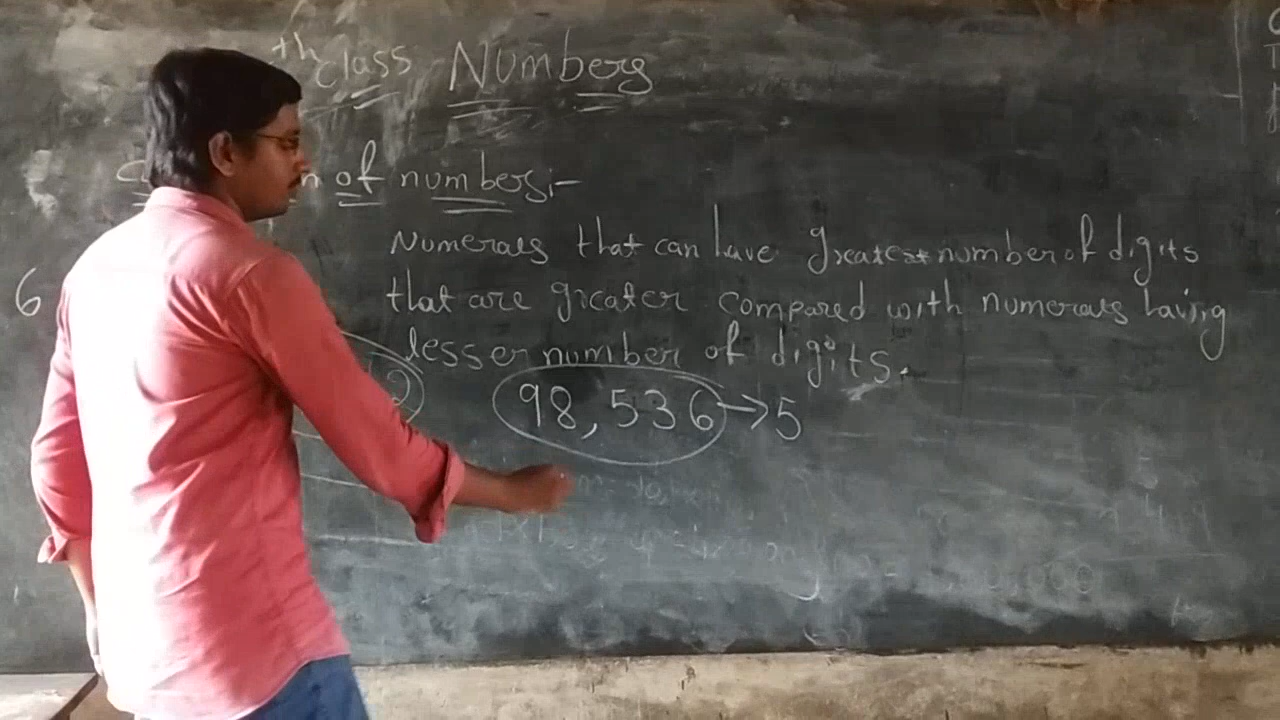 th class Numbers
of numbers:-
Numerals that can have greatest number of digits
that are greater compared with numerals having
lesser number of digits.
6 98,536 → 5